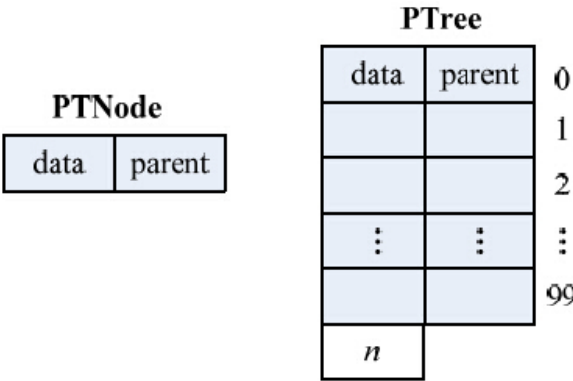 PTree
data parent 0
PTNode
1
data parent
2
⋮ ⋮ ⋮
99
n